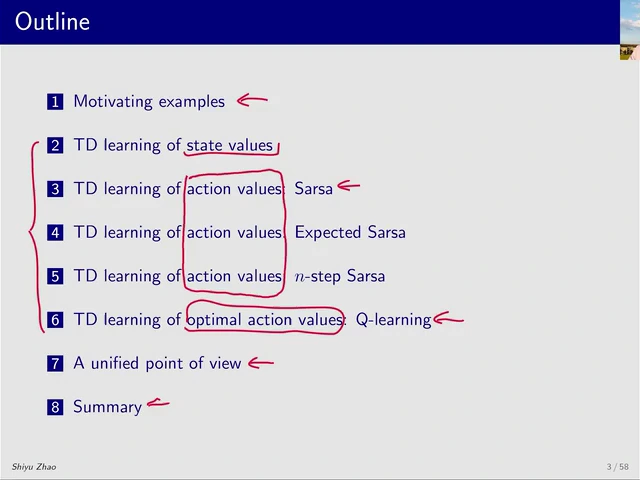 Outline
1 Motivating examples
2 TD learning of state values
3 TD learning of action values: Sarsa
4 TD learning of action values: Expected Sarsa
5 TD learning of action values: n-step Sarsa
6 TD learning of optimal action values: Q-learning
7 A unified point of view
8 Summary
Shiyu Zhao
3 / 58